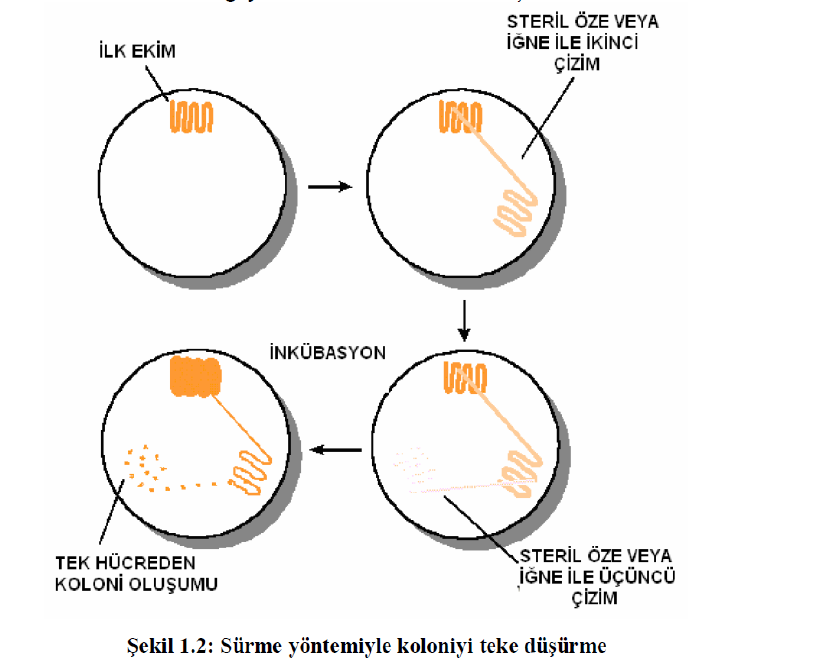 İLK EKİM
STERİL ÖZE VEYA
İĞNE İLE İKİNCİ
ÇİZİM
İNKÜBASYON
TEK HÜCREDEN
KOLONİ OLUŞUMU
STERİL ÖZE VEYA
İĞNE İLE ÜÇÜNCÜ
ÇİZİM
Şekil 1.2: Sürme yöntemiyle koloniyi teke düşürme